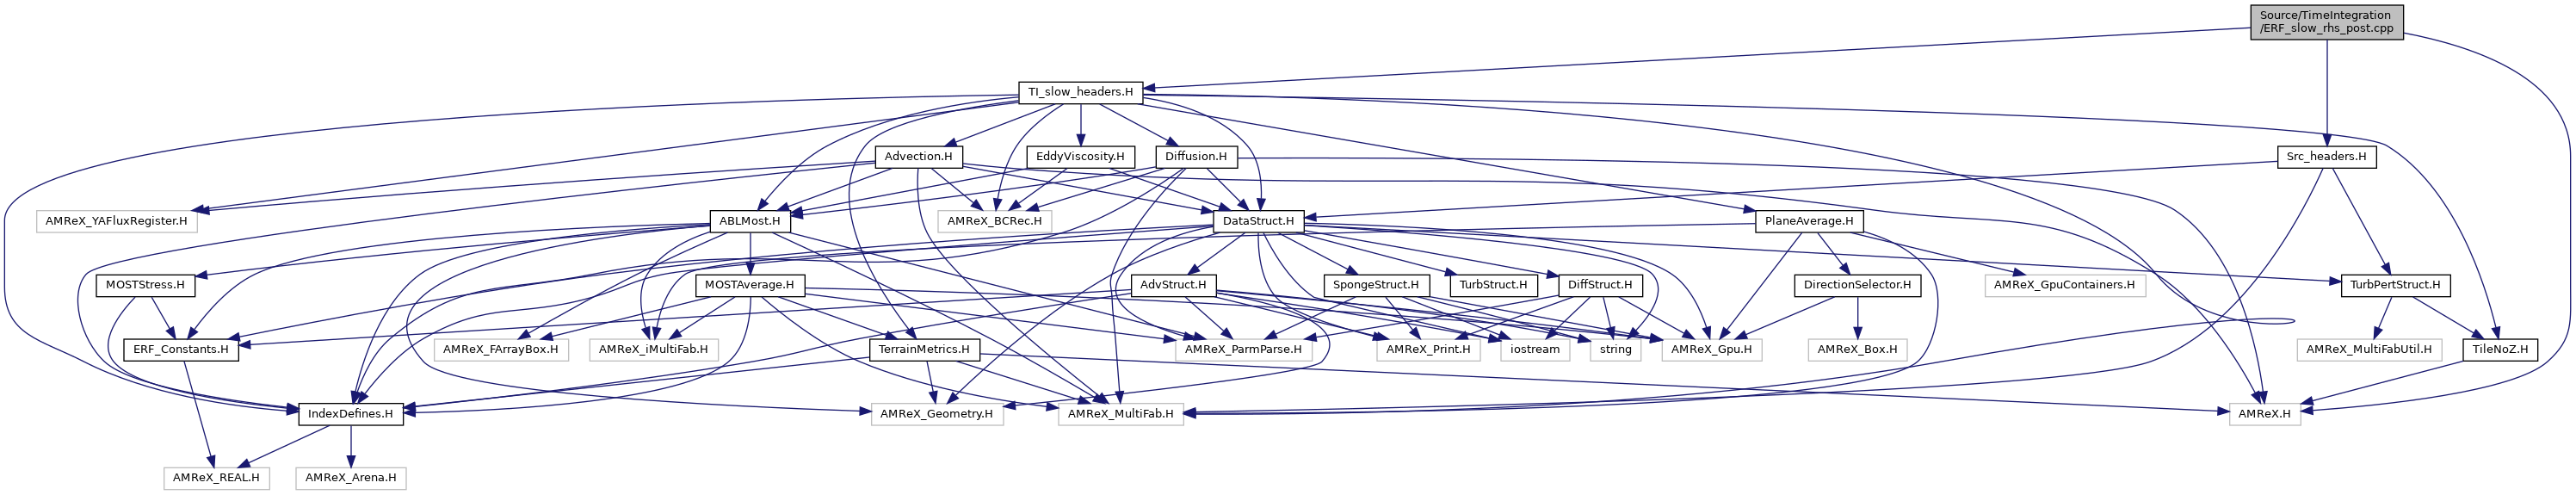 Source/TimeIntegration
/ERF_slow_rhs_post.cpp
TI_slow_headers.H
Advection.H
EddyViscosity.H
Diffusion.H
Src_headers.H
AMReX_YAFluxRegister.H
ABLMost.H
AMReX_BCRec.H
DataStruct.H
PlaneAverage.H
MOSTStress.H
MOSTAverage.H
AdvStruct.H
SpongeStruct.H
TurbStruct.H
DiffStruct.H
DirectionSelector.H
AMReX_GpuContainers.H
TurbPertStruct.H
ERF_Constants.H
AMReX_FArrayBox.H
AMReX_iMultiFab.H
TerrainMetrics.H
AMReX_ParmParse.H
AMReX_Print.H
iostream
string
AMReX_Gpu.H
AMReX_Box.H
AMReX_MultiFabUtil.H
TileNoZ.H
IndexDefines.H
AMReX_Geometry.H
AMReX_MultiFab.H
AMReX.H
AMReX_REAL.H
AMReX_Arena.H